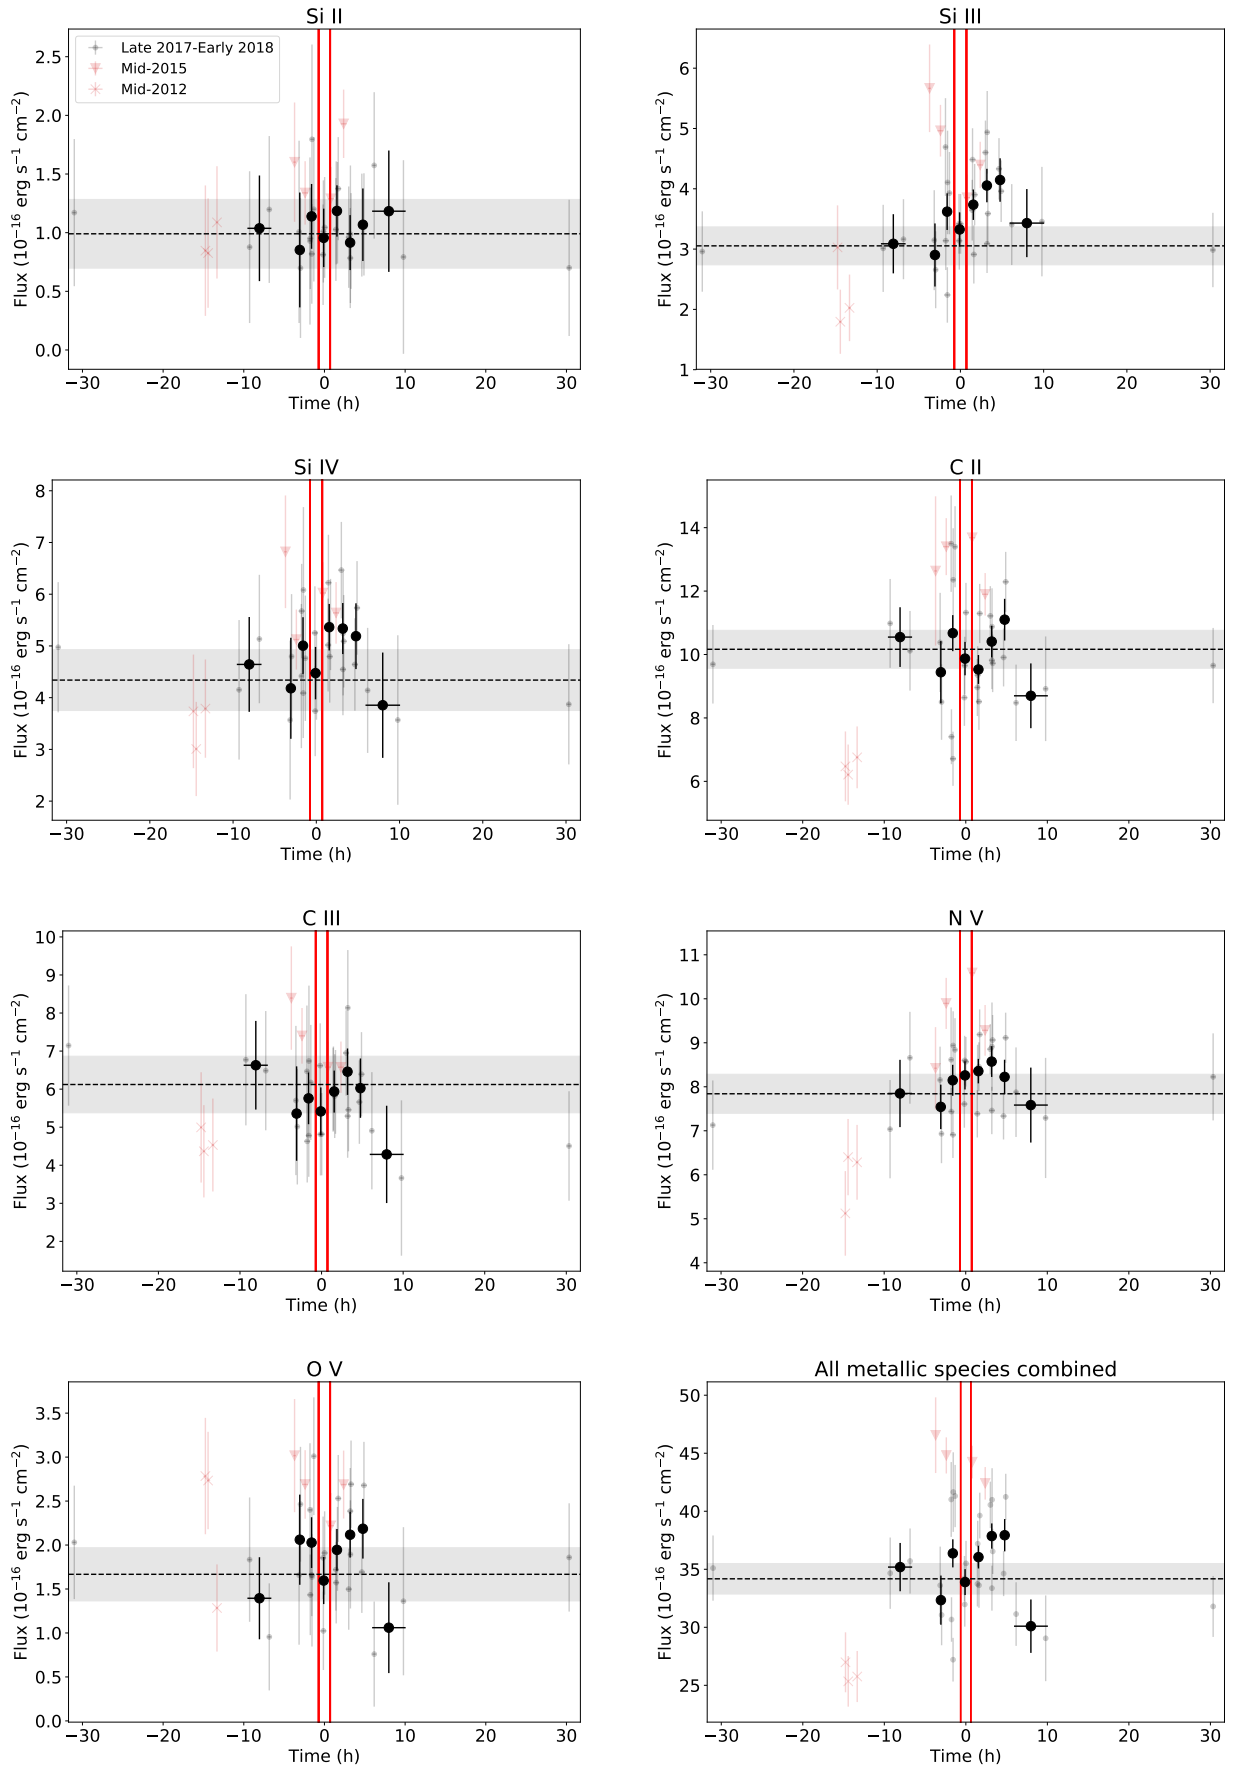 Si II
Flux (10⁻¹⁶ erg s⁻¹ cm⁻²)
2.5
2.0
1.5
1.0
0.5
0.0
Late 2017-Early 2018
Mid-2015
Mid-2012
−30 −20 −10 0 10 20 30
Time (h)
Si III
Flux (10⁻¹⁶ erg s⁻¹ cm⁻²)
6
5
4
3
2
1
−30 −20 −10 0 10 20 30
Time (h)
Si IV
Flux (10⁻¹⁶ erg s⁻¹ cm⁻²)
8
7
6
5
4
3
2
−30 −20 −10 0 10 20 30
Time (h)
C II
Flux (10⁻¹⁶ erg s⁻¹ cm⁻²)
14
12
10
8
6
−30 −20 −10 0 10 20 30
Time (h)
C III
Flux (10⁻¹⁶ erg s⁻¹ cm⁻²)
10
9
8
7
6
5
4
3
2
−30 −20 −10 0 10 20 30
Time (h)
N V
Flux (10⁻¹⁶ erg s⁻¹ cm⁻²)
11
10
9
8
7
6
5
4
−30 −20 −10 0 10 20 30
Time (h)
O V
Flux (10⁻¹⁶ erg s⁻¹ cm⁻²)
3.5
3.0
2.5
2.0
1.5
1.0
0.5
0.0
−30 −20 −10 0 10 20 30
Time (h)
All metallic species combined
Flux (10⁻¹⁶ erg s⁻¹ cm⁻²)
50
45
40
35
30
25
−30 −20 −10 0 10 20 30
Time (h)